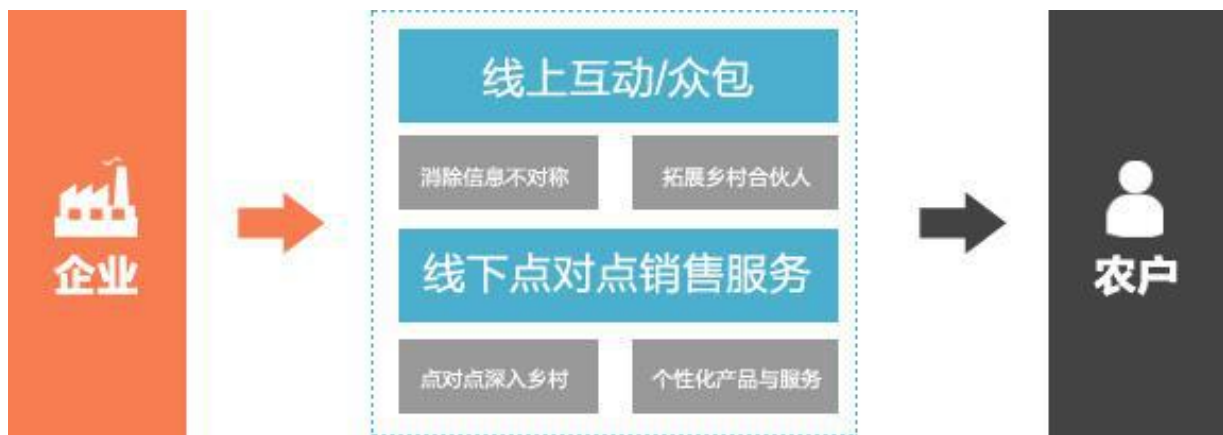 企业
线上互动/众包
消除信息不对称
拓展乡村合伙人
线下点对点销售服务
点对点深入乡村
个性化产品与服务
农户